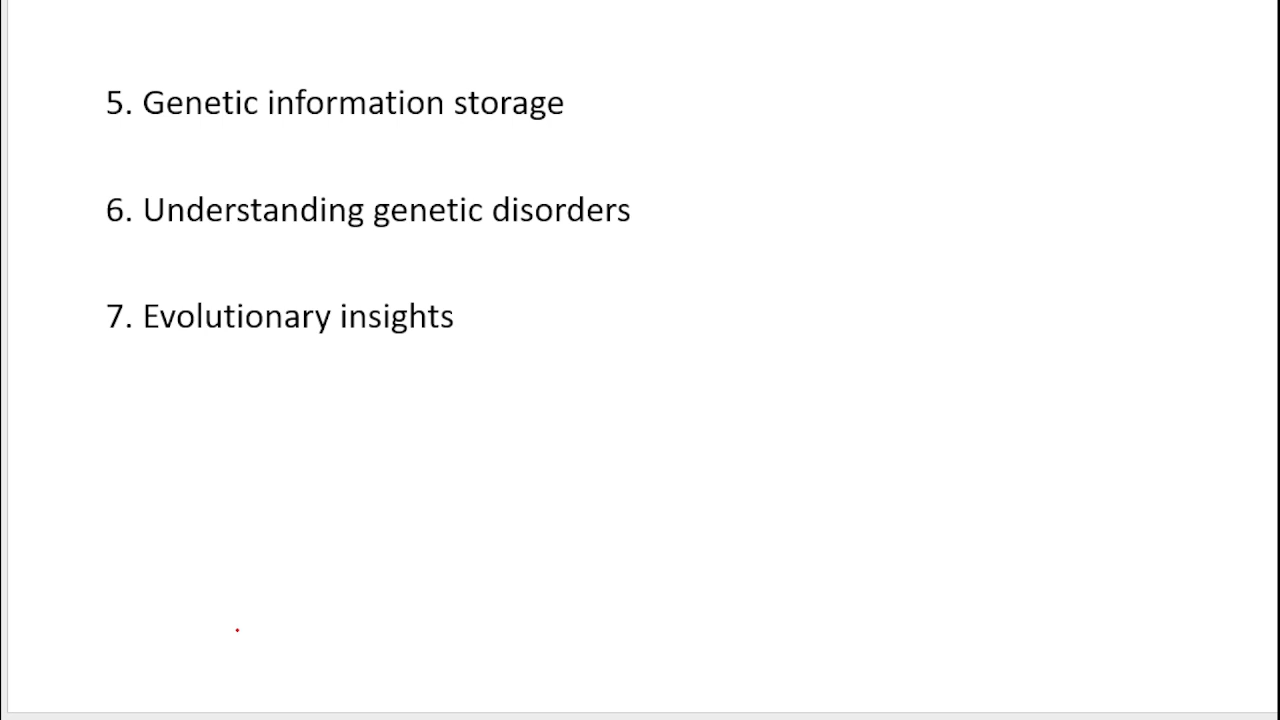 5. Genetic information storage
6. Understanding genetic disorders
7. Evolutionary insights